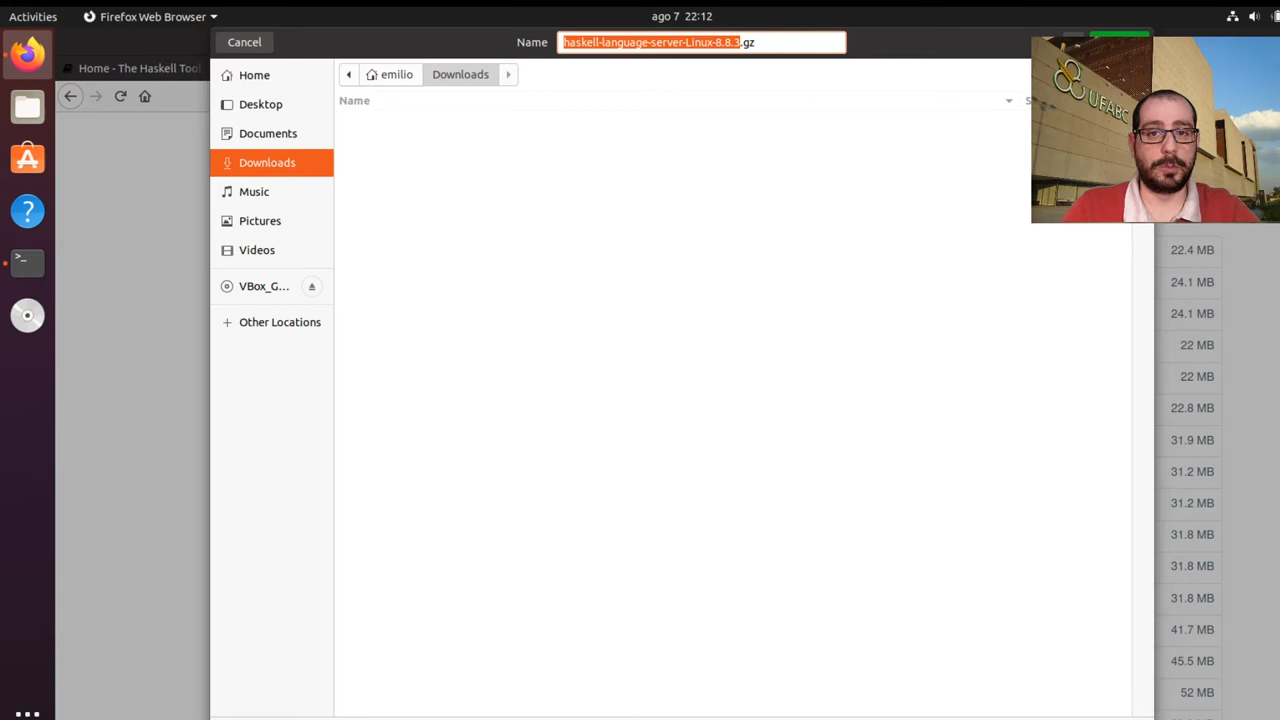 Activities
Firefox Web Browser
ago 7 22:12
Cancel
Name
haskell-language-server-Linux-8.8.3.gz
Home - The Haskell Tool
emilio
Downloads
Name
Home
Desktop
Documents
Downloads
Music
Pictures
Videos
VBox_G...
Other Locations
UFABC
22.4 MB
24.1 MB
24.1 MB
22 MB
22 MB
22.8 MB
31.9 MB
31.2 MB
31.2 MB
31.8 MB
31.8 MB
31.8 MB
41.7 MB
45.5 MB
52 MB